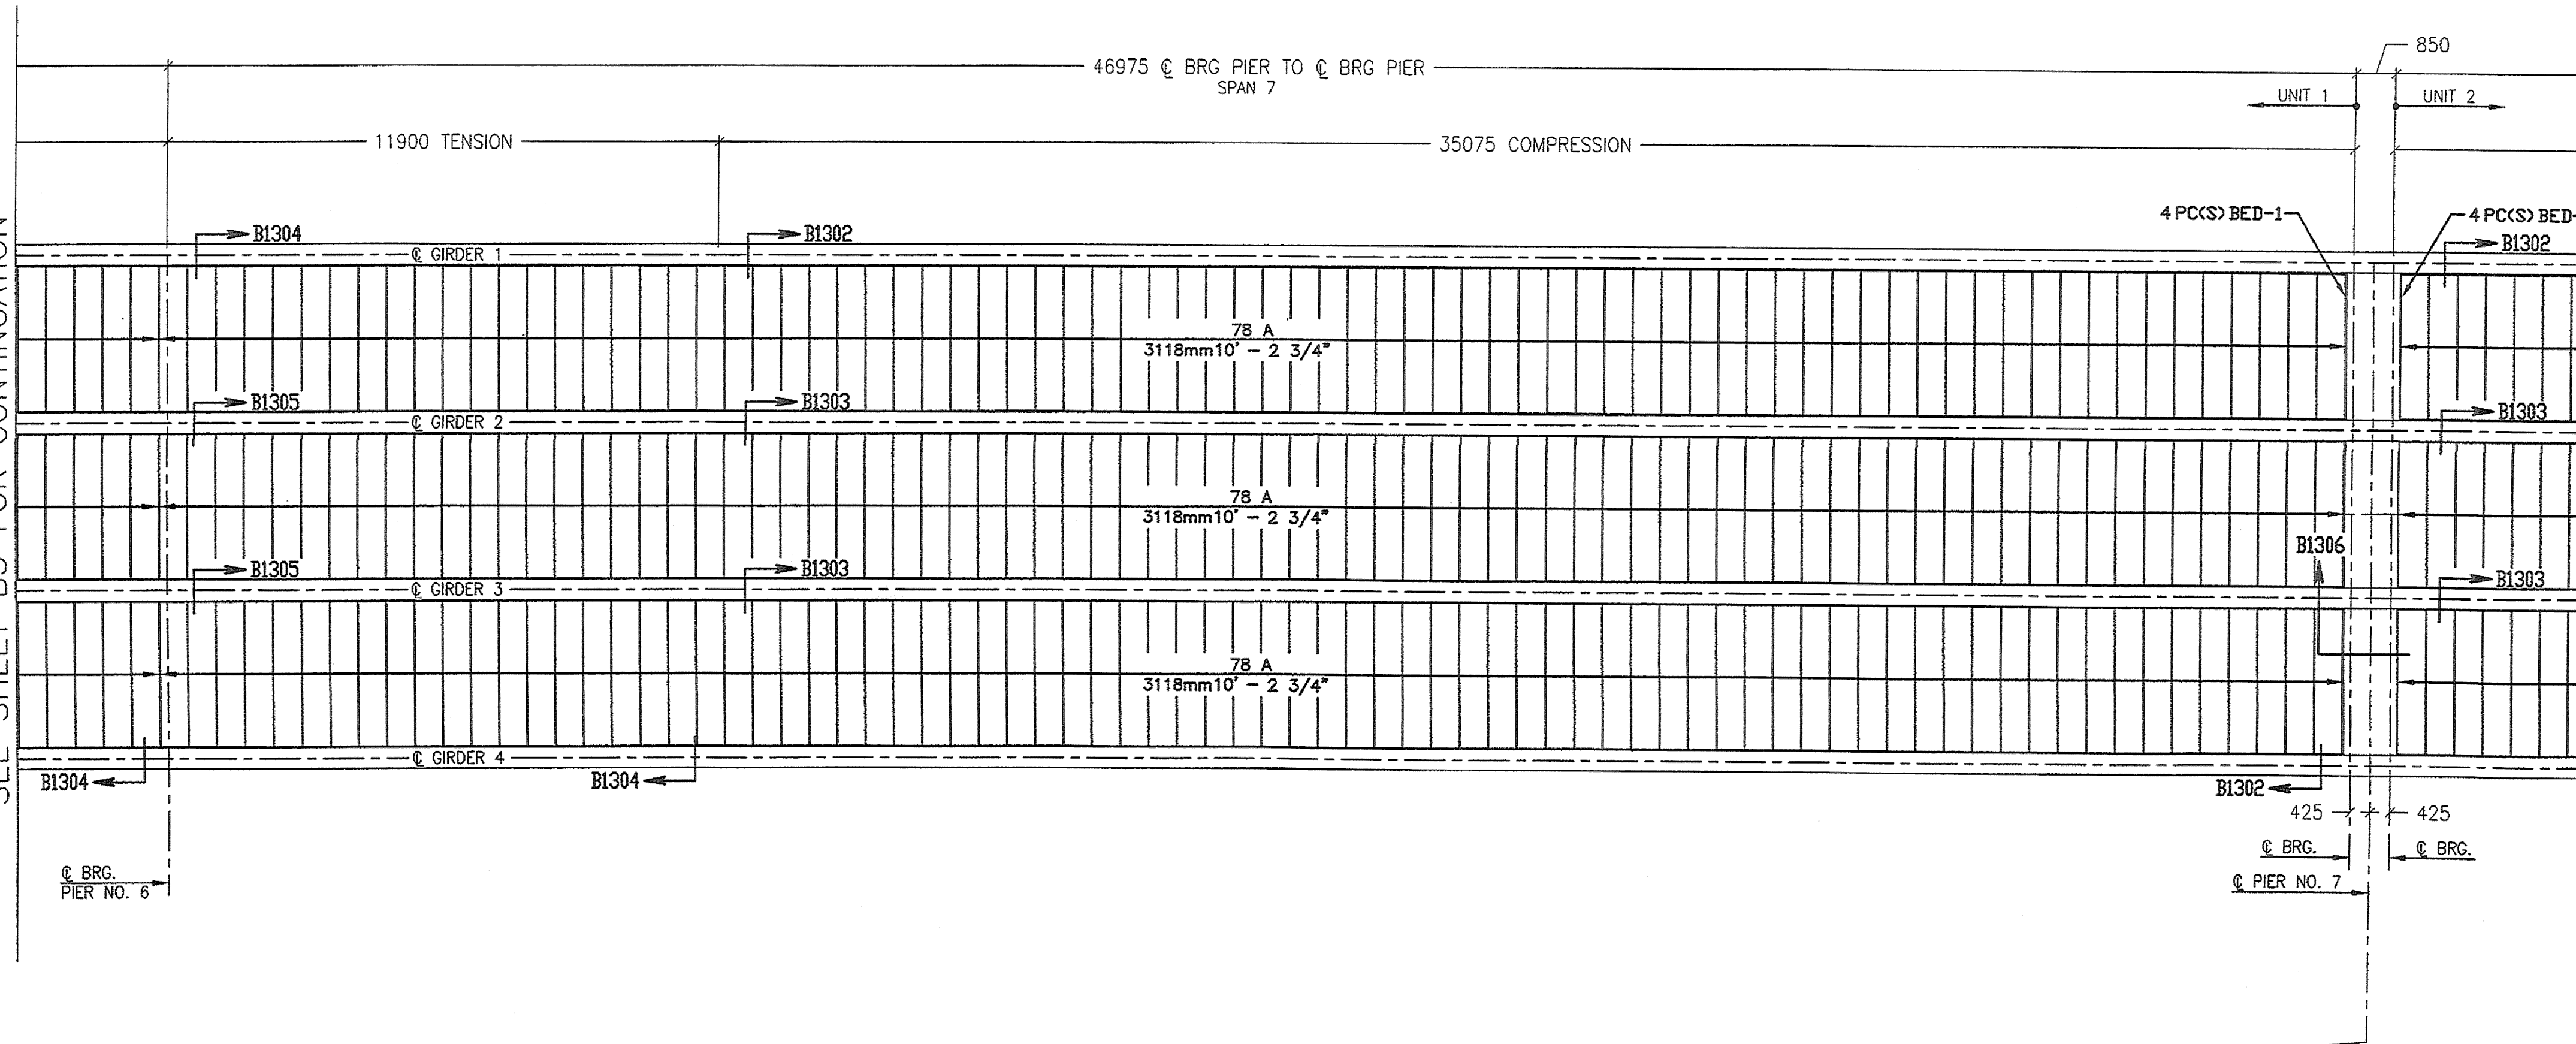 850
46975 ℄ BRG PIER TO ℄ BRG PIER
SPAN 7
UNIT 1
UNIT 2
11900 TENSION
35075 COMPRESSION
4 PC(S) BED-1
4 PC(S) BED-
B1304
B1302
B1302
℄ GIRDER 1
78 A
3118mm10' - 2 3/4"
B1305
B1303
B1303
℄ GIRDER 2
78 A
3118mm10' - 2 3/4"
B1306
B1305
B1303
B1303
℄ GIRDER 3
78 A
3118mm10' - 2 3/4"
℄ GIRDER 4
B1304
B1304
B1302
425
425
℄ BRG.
PIER NO. 6
℄ BRG.
℄ BRG.
℄ PIER NO. 7